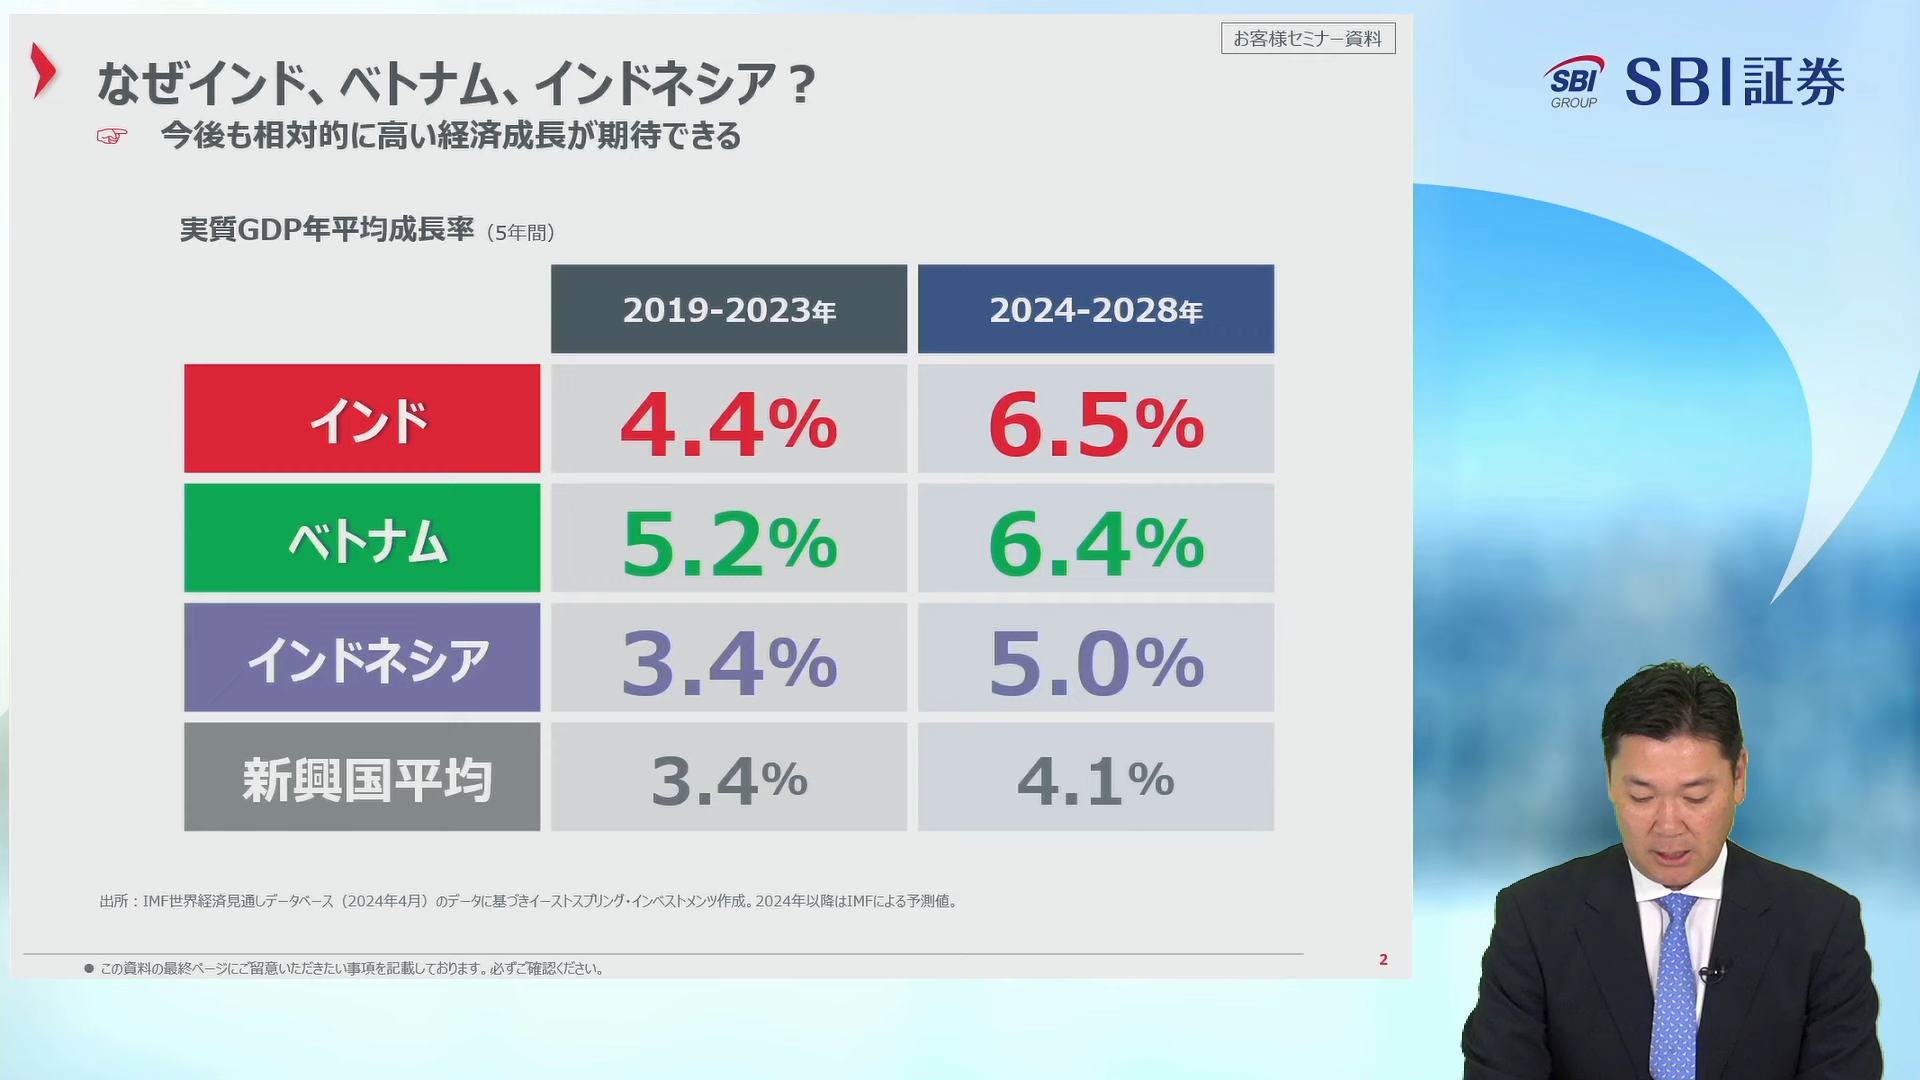 お客様セミナー資料
なぜインド、ベトナム、インドネシア？
☞ 今後も相対的に高い経済成長が期待できる
実質GDP年平均成長率（5年間）
2019-2023年 2024-2028年
インド 4.4% 6.5%
ベトナム 5.2% 6.4%
インドネシア 3.4% 5.0%
新興国平均 3.4% 4.1%
出所：IMF世界経済見通しデータベース（2024年4月）のデータに基づきイーストスプリング・インベストメンツ作成。2024年以降はIMFによる予測値。
● この資料の最終ページにご留意いただきたい事項を記載しております。必ずご確認ください。
2
SBI
GROUP
SBI証券